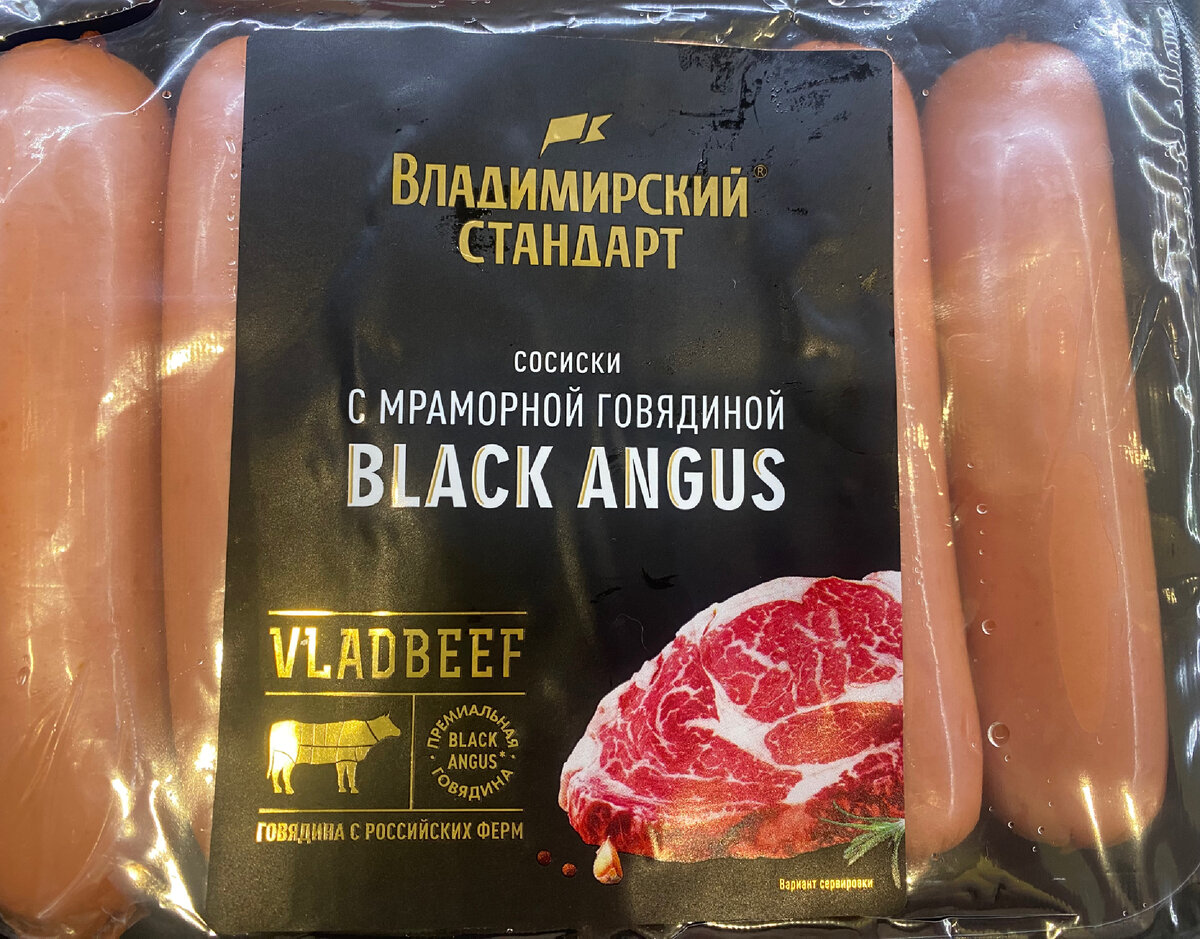 ВЛАДИМИРСКИЙ®
СТАНДАРТ
СОСИСКИ
С МРАМОРНОЙ ГОВЯДИНОЙ
BLACK ANGUS
VLADBEEF
ПРЕМИАЛЬНАЯ
BLACK
ANGUS*
ГОВЯДИНА
ГОВЯДИНА С РОССИЙСКИХ ФЕРМ
Вариант сервировки